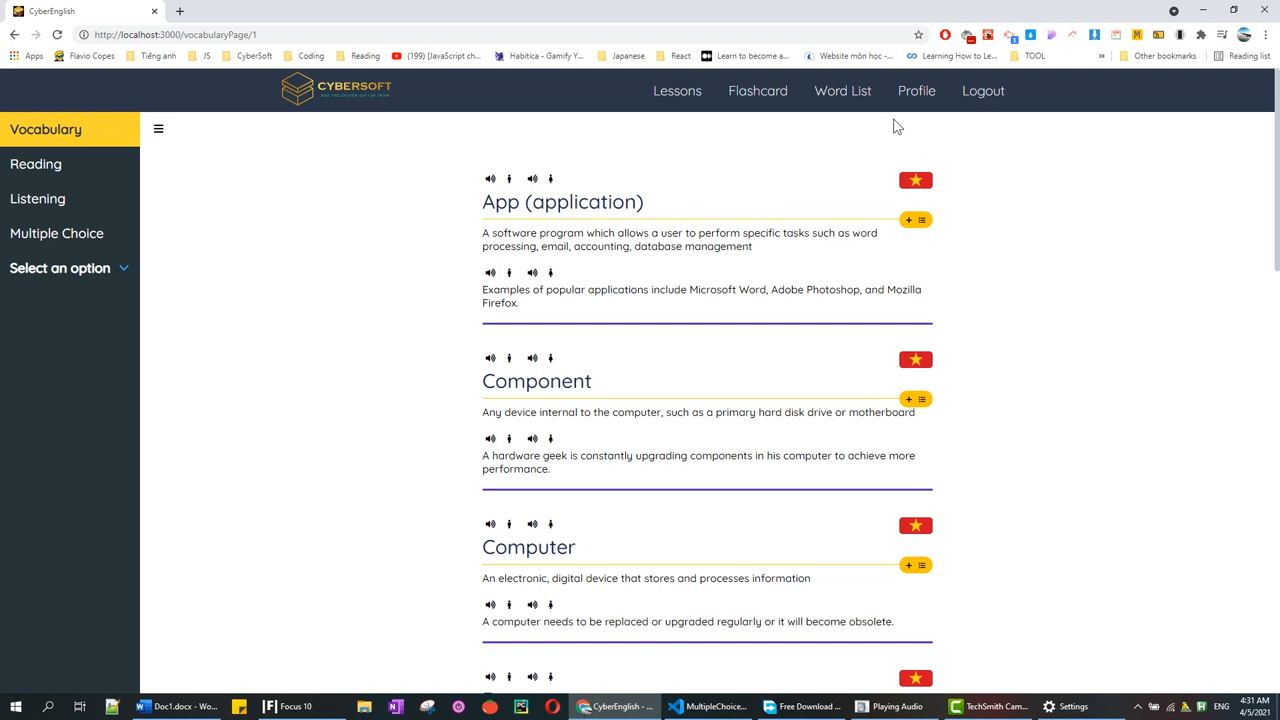 CyberEnglish
http://localhost:3000/vocabularyPage/1
Apps
Flavio Copes
Tiếng anh
JS
CyberSoft
Coding
Reading
(199) [JavaScript ch...
Habitica - Gamify Y...
Japanese
React
Learn to become a...
Website môn học -...
Learning How to Le...
TOOL
»
Other bookmarks
Reading list
CYBERSOFT
ĐÀO TẠO CHUYÊN GIA LẬP TRÌNH
Lessons
Flashcard
Word List
Profile
Logout
Vocabulary
Reading
Listening
Multiple Choice
Select an option
App (application)
A software program which allows a user to perform specific tasks such as word
processing, email, accounting, database management
Examples of popular applications include Microsoft Word, Adobe Photoshop, and Mozilla
Firefox.
Component
Any device internal to the computer, such as a primary hard disk drive or motherboard
A hardware geek is constantly upgrading components in his computer to achieve more
performance.
Computer
An electronic, digital device that stores and processes information
A computer needs to be replaced or upgraded regularly or it will become obsolete.
Doc1.docx - Wo...
Focus 10
CyberEnglish - ...
MultipleChoice...
Free Download ...
Playing Audio
TechSmith Cam...
Settings
ENG
4:31 AM
4/5/2021